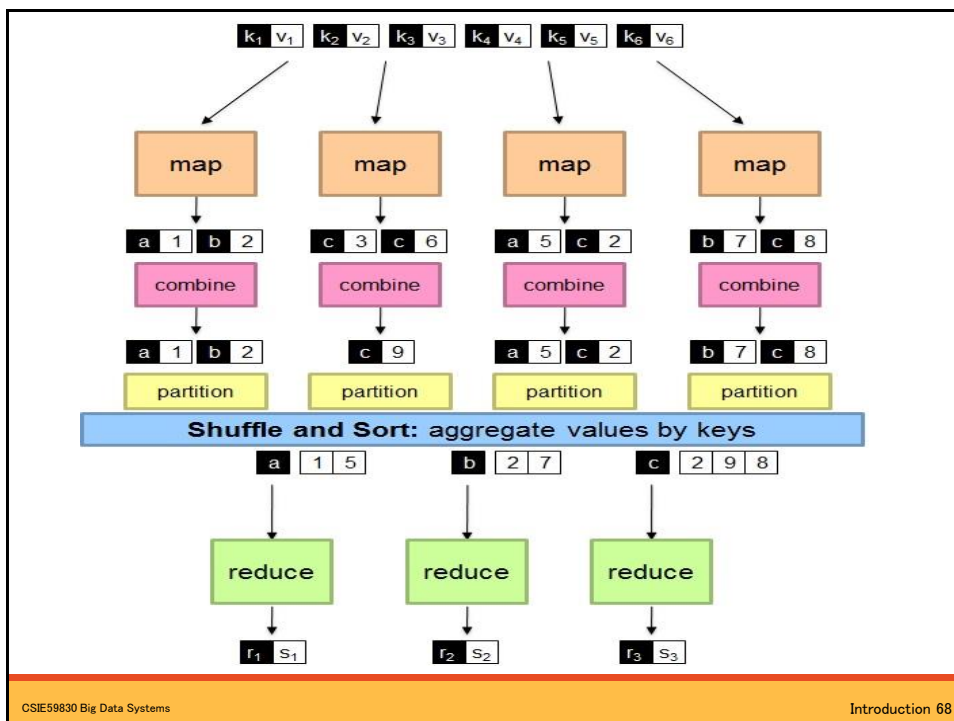 k₁ v₁ k₂ v₂ k₃ v₃ k₄ v₄ k₅ v₅ k₆ v₆
map map map map
a 1 b 2 c 3 c 6 a 5 c 2 b 7 c 8
combine combine combine combine
a 1 b 2 c 9 a 5 c 2 b 7 c 8
partition partition partition partition
Shuffle and Sort: aggregate values by keys
a 1 5 b 2 7 c 2 9 8
reduce reduce reduce
r₁ s₁ r₂ s₂ r₃ s₃
CSIE59830 Big Data Systems Introduction 68